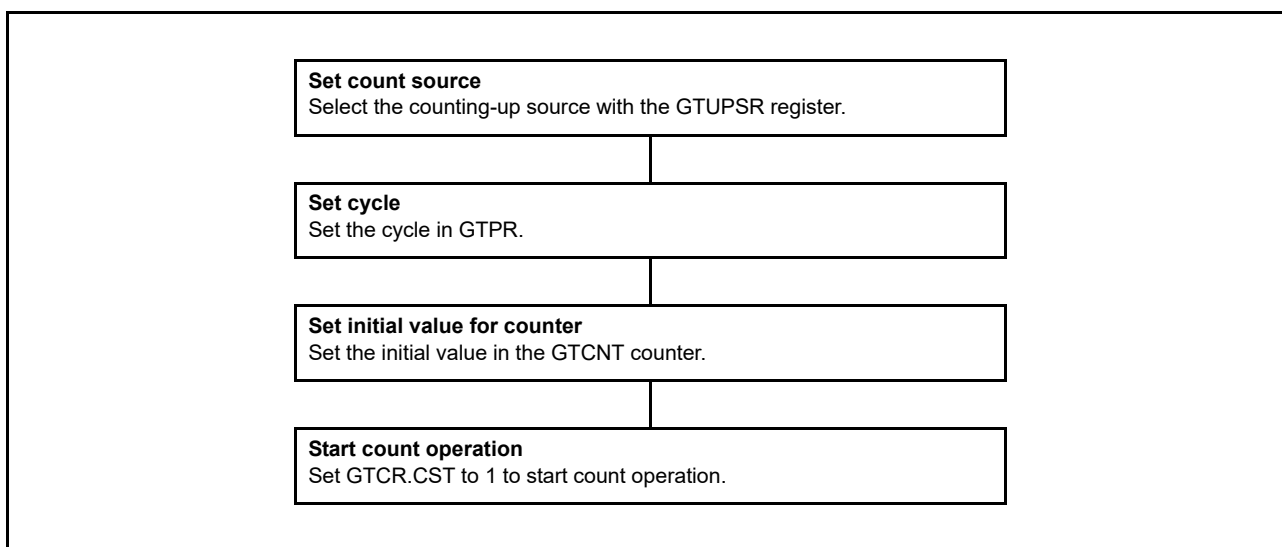 Set count source
Select the counting-up source with the GTUPSR register.
Set cycle
Set the cycle in GTPR.
Set initial value for counter
Set the initial value in the GTCNT counter.
Start count operation
Set GTCR.CST to 1 to start count operation.